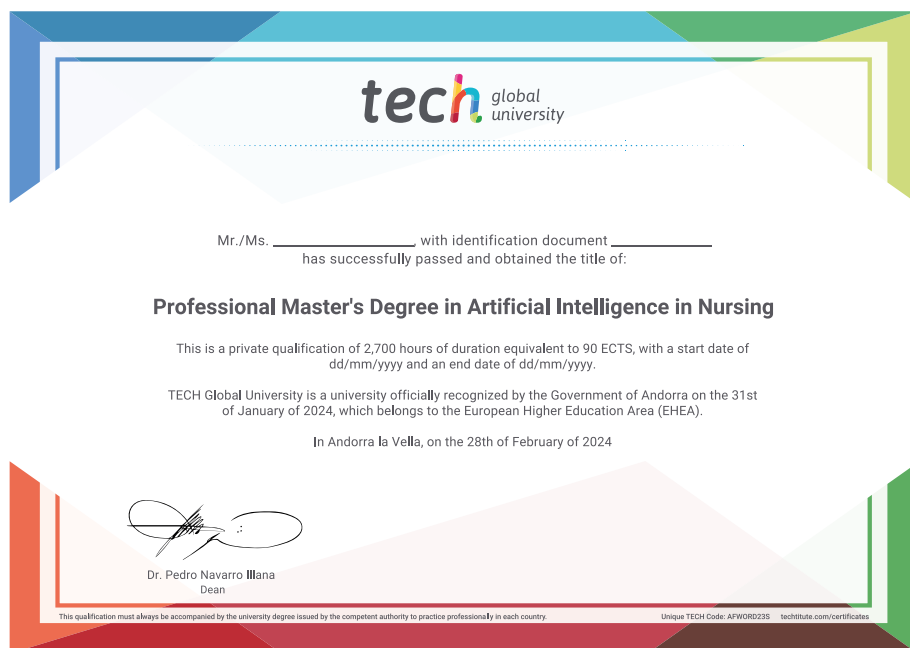 tech global university
Mr./Ms. ____________, with identification document ____________
has successfully passed and obtained the title of:
Professional Master's Degree in Artificial Intelligence in Nursing
This is a private qualification of 2,700 hours of duration equivalent to 90 ECTS, with a start date of
dd/mm/yyyy and an end date of dd/mm/yyyy.
TECH Global University is a university officially recognized by the Government of Andorra on the 31st
of January of 2024, which belongs to the European Higher Education Area (EHEA).
In Andorra la Vella, on the 28th of February of 2024
Dr. Pedro Navarro Illana
Dean
This qualification must always be accompanied by the university degree issued by the competent authority to practice professionally in each country. Unique TECH Code: AFWORD23S techtitute.com/certificates